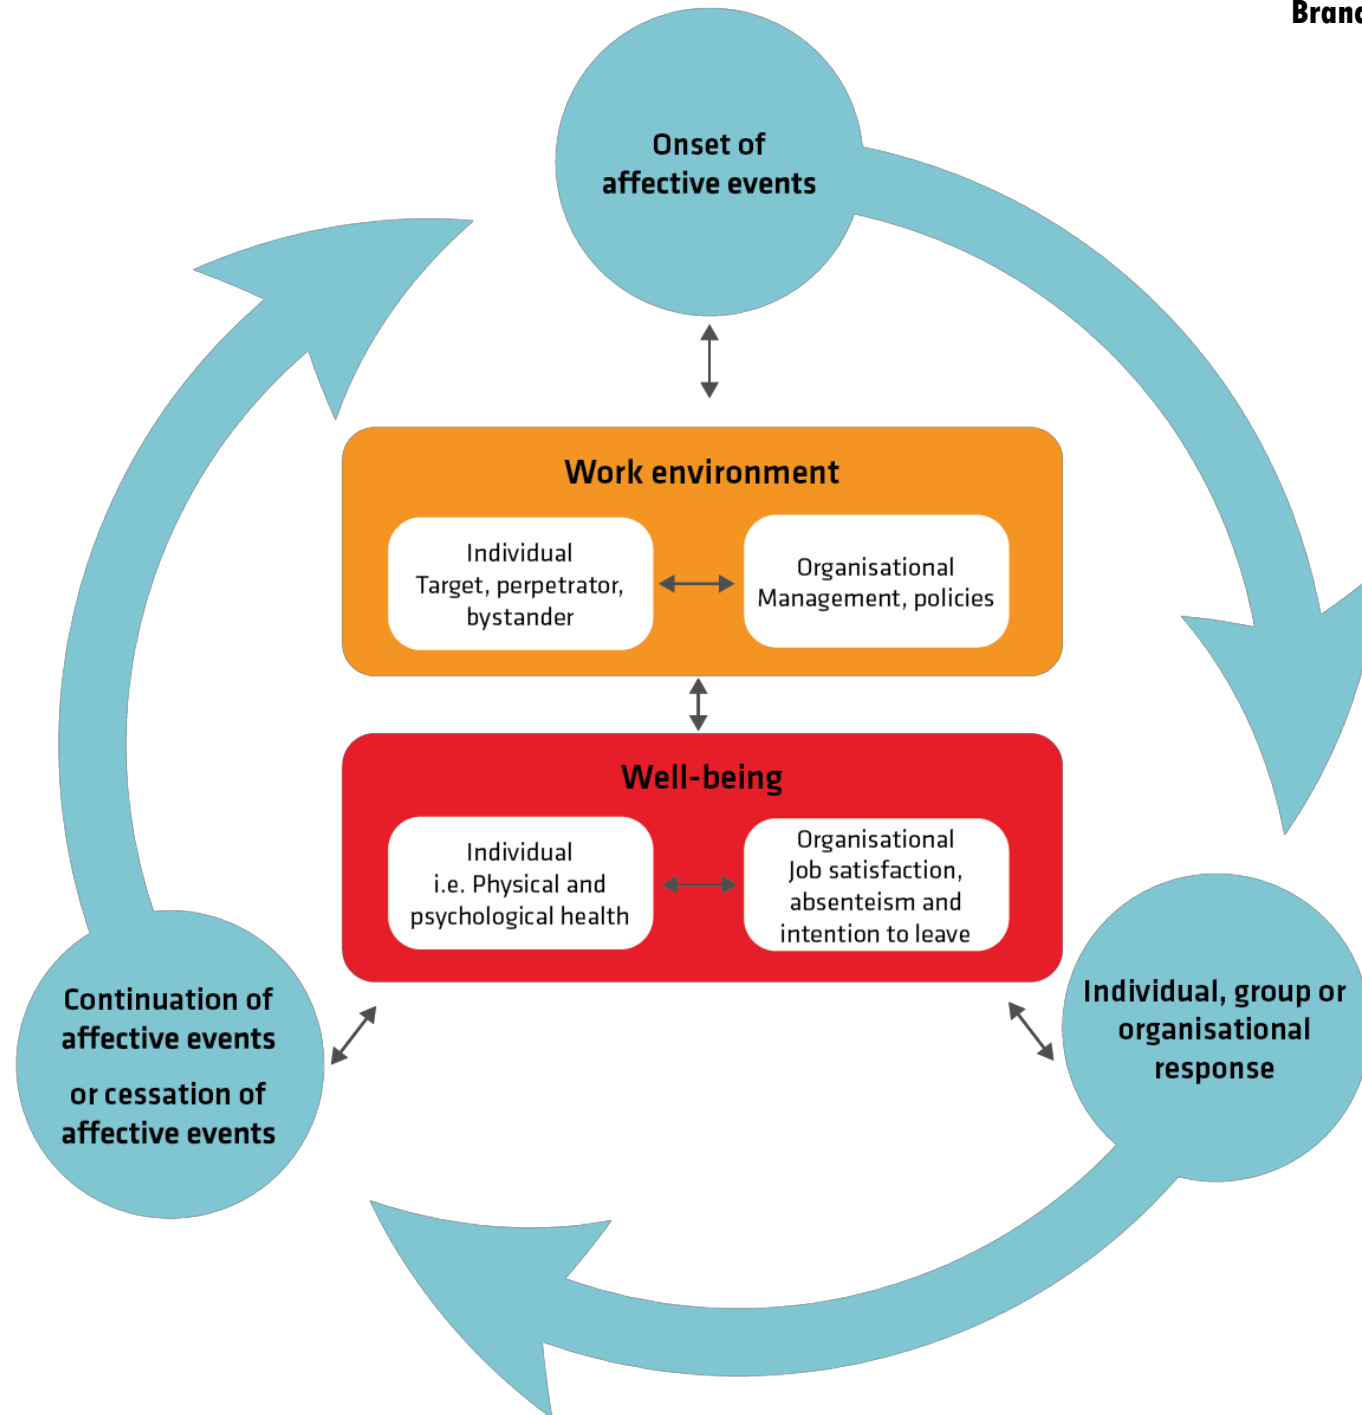 Onset of
affective events
Work environment
Individual
Target, perpetrator,
bystander
Organisational
Management, policies
Well-being
Individual
i.e. Physical and
psychological health
Organisational
Job satisfaction,
absenteism and
intention to leave
Individual, group or
organisational
response
Continuation of
affective events
or cessation of
affective events